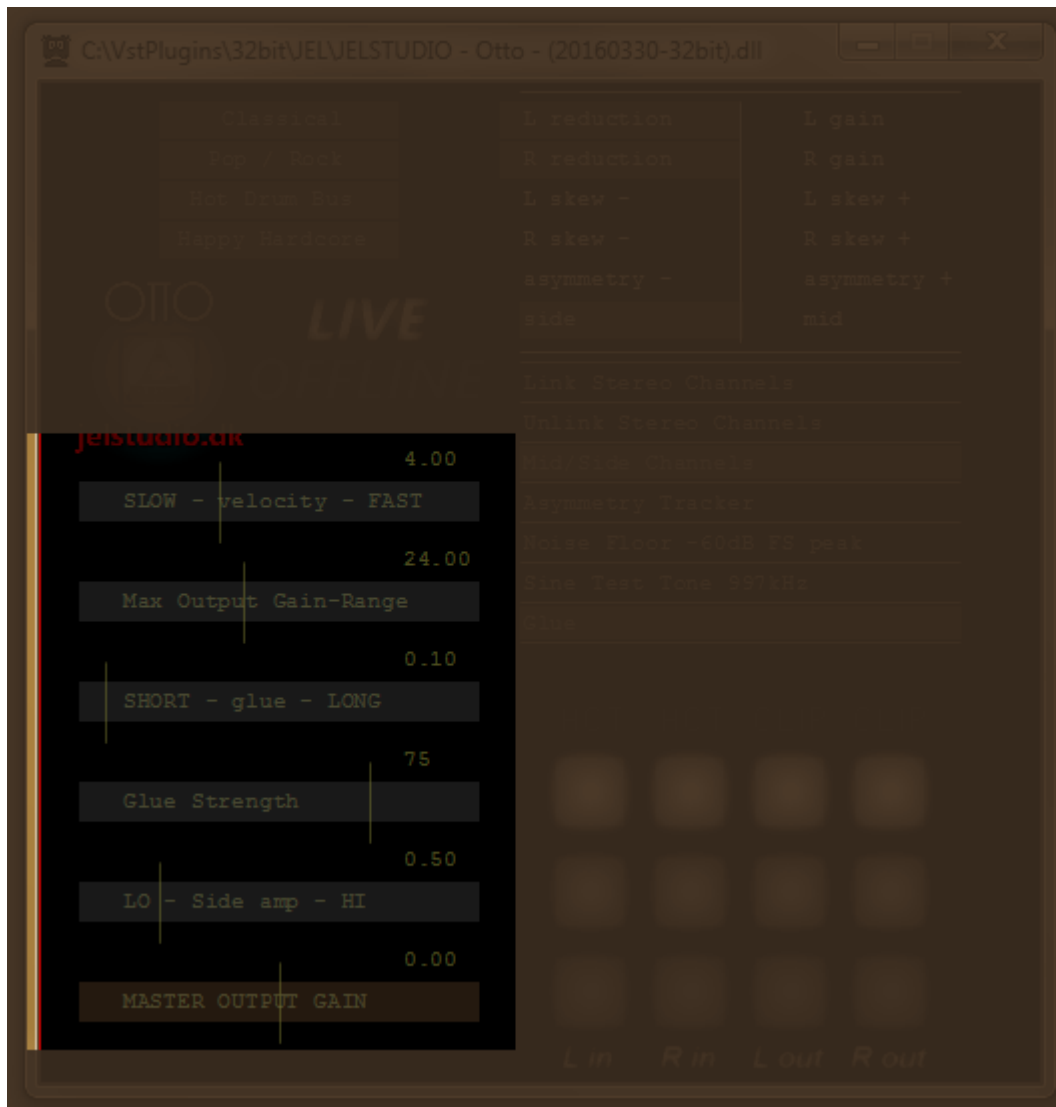 C:\VstPlugins\32bit\JEL\JELSTUDIO - Otto - (20160330-32bit).dll
Classical
Pop / Rock
Hot Drum Bus
Happy Hardcore
L reduction L gain
R reduction R gain
L skew - L skew +
R skew - R skew +
asymmetry - asymmetry +
side mid
OTTO
LIVE
OFFLINE
jelstudio.dk
Link Stereo Channels
Unlink Stereo Channels
Mid/Side Channels
Asymmetry Tracker
Noise Floor -60dB FS peak
Sine Test Tone 997kHz
Glue
4.00
SLOW - velocity - FAST
24.00
Max Output Gain-Range
0.10
SHORT - glue - LONG
75
Glue Strength
0.50
LO - Side amp - HI
0.00
MASTER OUTPUT GAIN
L in R in L out R out